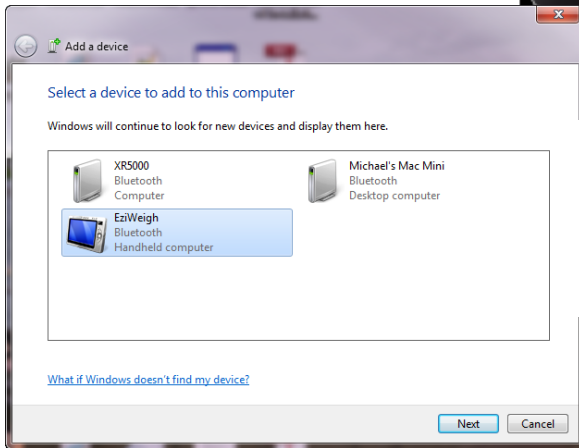 Add a device
Select a device to add to this computer
Windows will continue to look for new devices and display them here.
XR5000
Bluetooth
Computer
Michael's Mac Mini
Bluetooth
Desktop computer
EziWeigh
Bluetooth
Handheld computer
What if Windows doesn't find my device?
Next Cancel